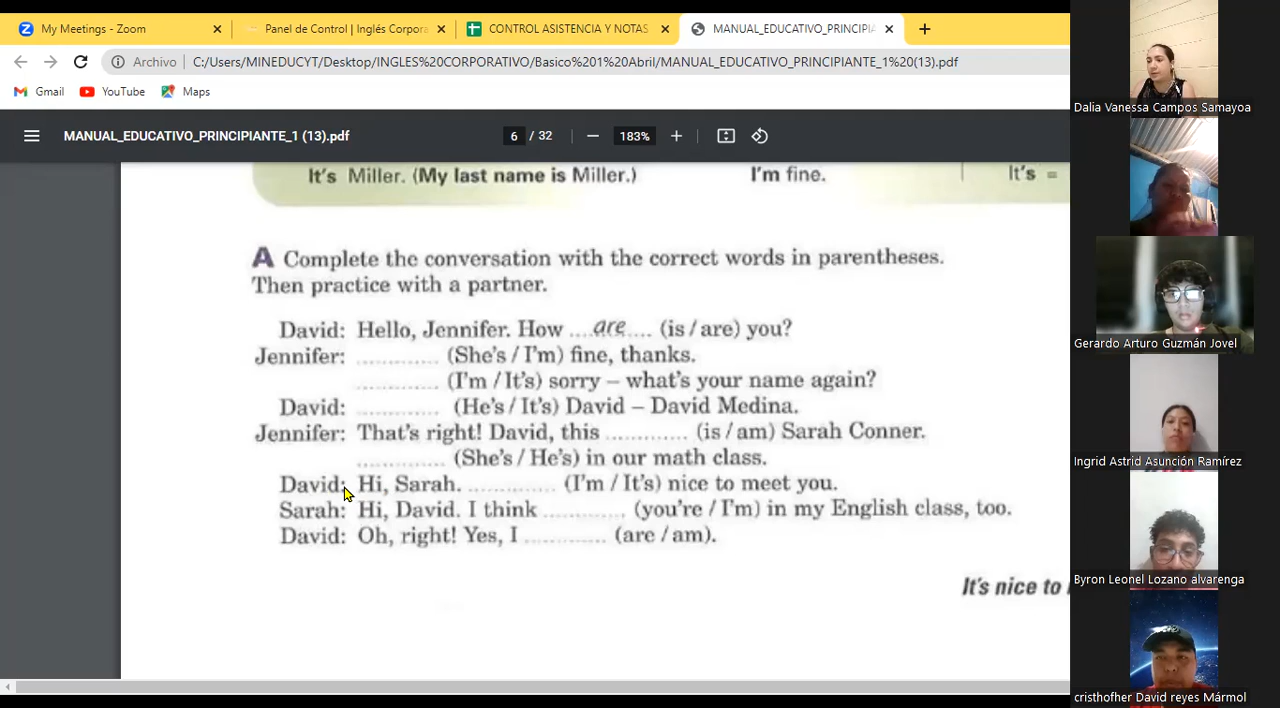 My Meetings - Zoom
Panel de Control | Inglés Corpora
CONTROL ASISTENCIA Y NOTAS
MANUAL_EDUCATIVO_PRINCIPIA
Archivo
C:/Users/MINEDUCYT/Desktop/INGLES%20CORPORATIVO/Basico%201%20Abril/MANUAL_EDUCATIVO_PRINCIPIANTE_1%20(13).pdf
Gmail
YouTube
Maps
MANUAL_EDUCATIVO_PRINCIPIANTE_1 (13).pdf
6 / 32
183%
It's Miller. (My last name is Miller.)
I'm fine.
It's =
A Complete the conversation with the correct words in parentheses.
Then practice with a partner.
David: Hello, Jennifer. How ....are.... (is / are) you?
Jennifer: .............. (She's / I'm) fine, thanks.
.............. (I'm / It's) sorry – what's your name again?
David: .............. (He's / It's) David – David Medina.
Jennifer: That's right! David, this .............. (is / am) Sarah Conner.
.............. (She's / He's) in our math class.
David: Hi, Sarah. .............. (I'm / It's) nice to meet you.
Sarah: Hi, David. I think .............. (you're / I'm) in my English class, too.
David: Oh, right! Yes, I .............. (are / am).
It's nice to
Dalia Vanessa Campos Samayoa
Gerardo Arturo Guzmán Jovel
Ingrid Astrid Asunción Ramírez
Byron Leonel Lozano alvarenga
cristhofher David reyes Mármol